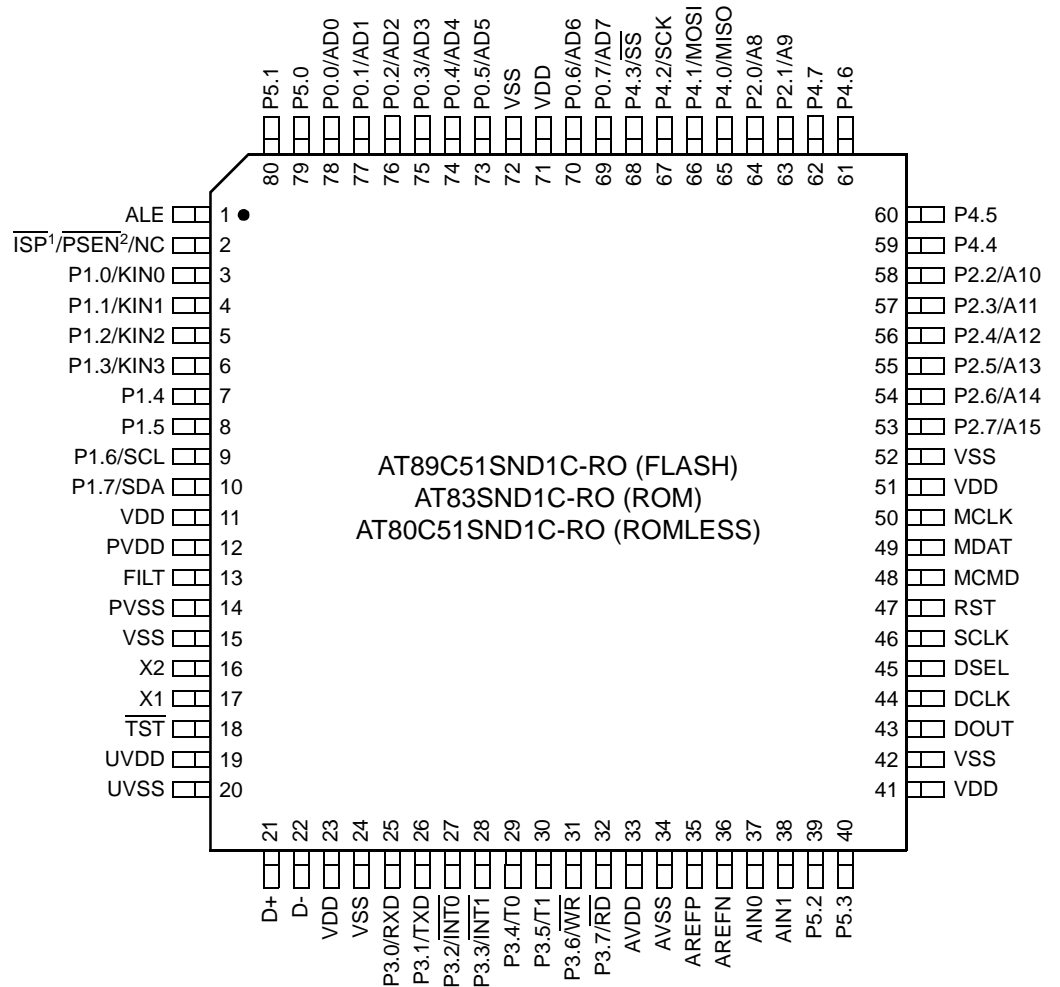 P5.1
P5.0
P0.0/AD0
P0.1/AD1
P0.2/AD2
P0.3/AD3
P0.4/AD4
P0.5/AD5
VSS
VDD
P0.6/AD6
P0.7/AD7
P4.3/SS
P4.2/SCK
P4.1/MOSI
P4.0/MISO
P2.0/A8
P2.1/A9
P4.7
P4.6
80
79
78
77
76
75
74
73
72
71
70
69
68
67
66
65
64
63
62
61
ALE 1
ISP¹/PSEN²/NC 2
P1.0/KIN0 3
P1.1/KIN1 4
P1.2/KIN2 5
P1.3/KIN3 6
P1.4 7
P1.5 8
P1.6/SCL 9
P1.7/SDA 10
VDD 11
PVDD 12
FILT 13
PVSS 14
VSS 15
X2 16
X1 17
TST 18
UVDD 19
UVSS 20
AT89C51SND1C-RO (FLASH)
AT83SND1C-RO (ROM)
AT80C51SND1C-RO (ROMLESS)
60 P4.5
59 P4.4
58 P2.2/A10
57 P2.3/A11
56 P2.4/A12
55 P2.5/A13
54 P2.6/A14
53 P2.7/A15
52 VSS
51 VDD
50 MCLK
49 MDAT
48 MCMD
47 RST
46 SCLK
45 DSEL
44 DCLK
43 DOUT
42 VSS
41 VDD
21
22
23
24
25
26
27
28
29
30
31
32
33
34
35
36
37
38
39
40
D+
D-
VDD
VSS
P3.0/RXD
P3.1/TXD
P3.2/INT0
P3.3/INT1
P3.4/T0
P3.5/T1
P3.6/WR
P3.7/RD
AVDD
AVSS
AREFP
AREFN
AIN0
AIN1
P5.2
P5.3